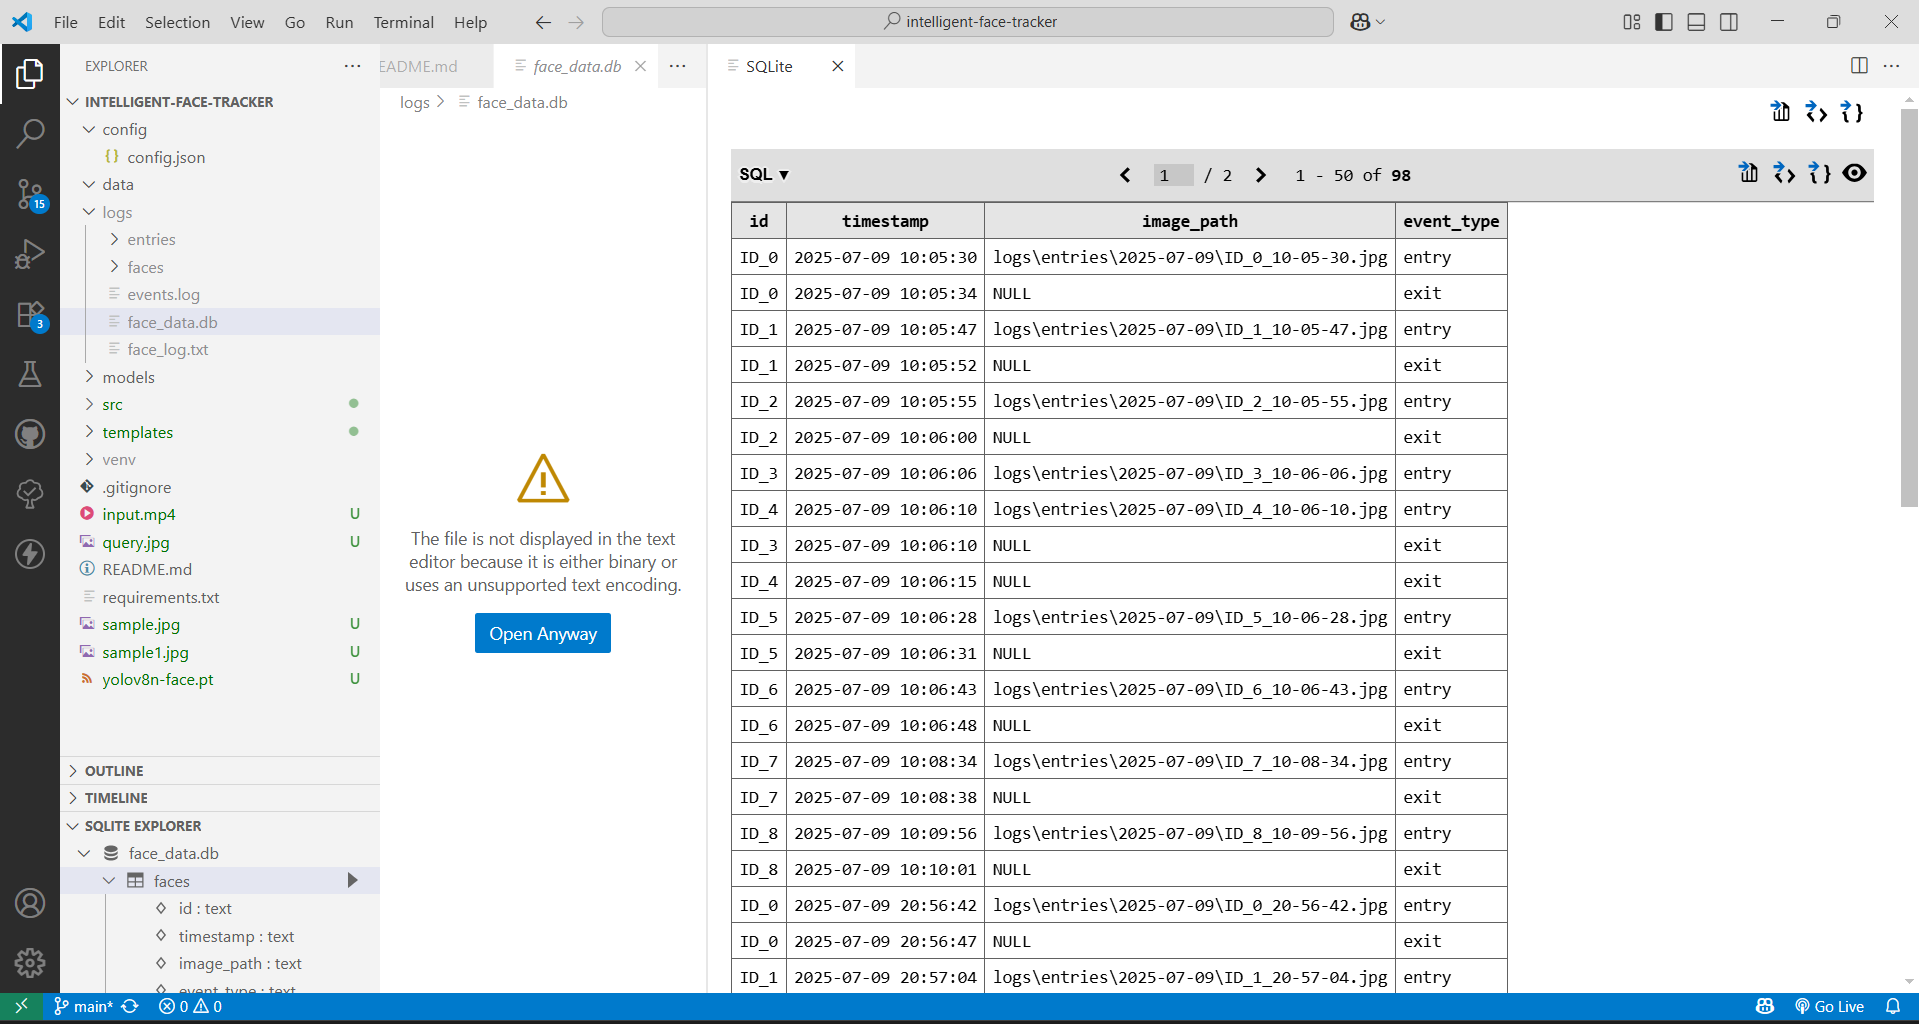 File Edit Selection View Go Run Terminal Help
intelligent-face-tracker
EXPLORER
INTELLIGENT-FACE-TRACKER
config
{} config.json
data
logs
entries
faces
events.log
face_data.db
face_log.txt
models
src
templates
venv
.gitignore
input.mp4 U
query.jpg U
README.md
requirements.txt
sample.jpg U
sample1.jpg U
yolov8n-face.pt U
OUTLINE
TIMELINE
SQLITE EXPLORER
face_data.db
faces
id : text
timestamp : text
image_path : text
event_type : text
15
3
EADME.md
face_data.db
logs > face_data.db
The file is not displayed in the text
editor because it is either binary or
uses an unsupported text encoding.
Open Anyway
SQLite
SQL ▼ 1 / 2 1 - 50 of 98
id timestamp image_path event_type
ID_0 2025-07-09 10:05:30 logs\entries\2025-07-09\ID_0_10-05-30.jpg entry
ID_0 2025-07-09 10:05:34 NULL exit
ID_1 2025-07-09 10:05:47 logs\entries\2025-07-09\ID_1_10-05-47.jpg entry
ID_1 2025-07-09 10:05:52 NULL exit
ID_2 2025-07-09 10:05:55 logs\entries\2025-07-09\ID_2_10-05-55.jpg entry
ID_2 2025-07-09 10:06:00 NULL exit
ID_3 2025-07-09 10:06:06 logs\entries\2025-07-09\ID_3_10-06-06.jpg entry
ID_4 2025-07-09 10:06:10 logs\entries\2025-07-09\ID_4_10-06-10.jpg entry
ID_3 2025-07-09 10:06:10 NULL exit
ID_4 2025-07-09 10:06:15 NULL exit
ID_5 2025-07-09 10:06:28 logs\entries\2025-07-09\ID_5_10-06-28.jpg entry
ID_5 2025-07-09 10:06:31 NULL exit
ID_6 2025-07-09 10:06:43 logs\entries\2025-07-09\ID_6_10-06-43.jpg entry
ID_6 2025-07-09 10:06:48 NULL exit
ID_7 2025-07-09 10:08:34 logs\entries\2025-07-09\ID_7_10-08-34.jpg entry
ID_7 2025-07-09 10:08:38 NULL exit
ID_8 2025-07-09 10:09:56 logs\entries\2025-07-09\ID_8_10-09-56.jpg entry
ID_8 2025-07-09 10:10:01 NULL exit
ID_0 2025-07-09 20:56:42 logs\entries\2025-07-09\ID_0_20-56-42.jpg entry
ID_0 2025-07-09 20:56:47 NULL exit
ID_1 2025-07-09 20:57:04 logs\entries\2025-07-09\ID_1_20-57-04.jpg entry
main* 0 0 Go Live